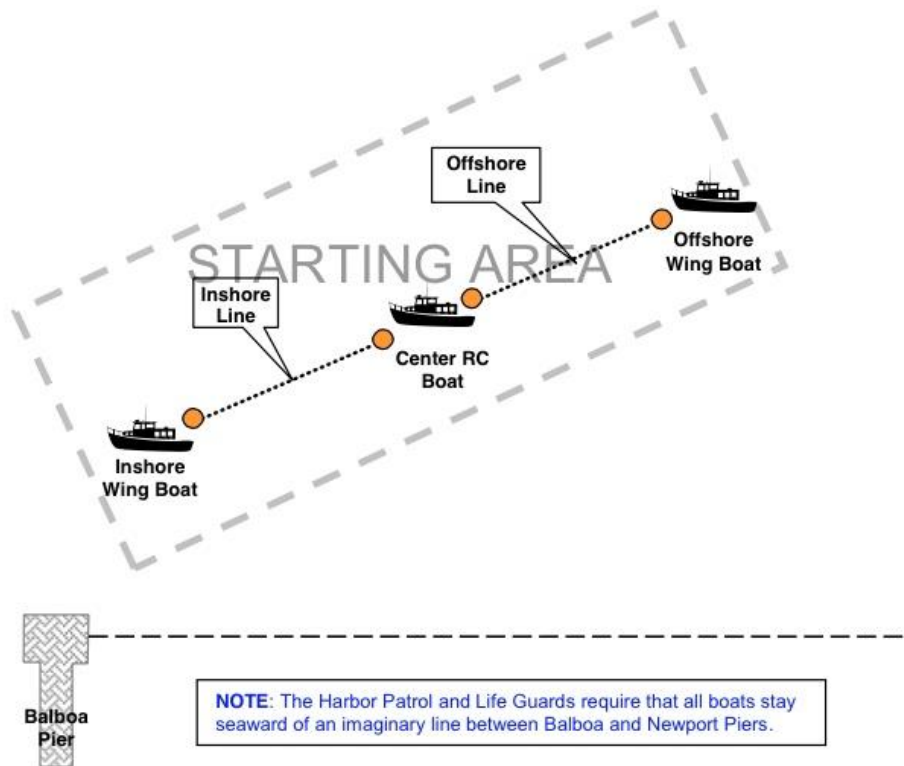 Offshore
Line
STARTING AREA
Offshore
Wing Boat
Inshore
Line
Center RC
Boat
Inshore
Wing Boat
Balboa
Pier
NOTE: The Harbor Patrol and Life Guards require that all boats stay
seaward of an imaginary line between Balboa and Newport Piers.